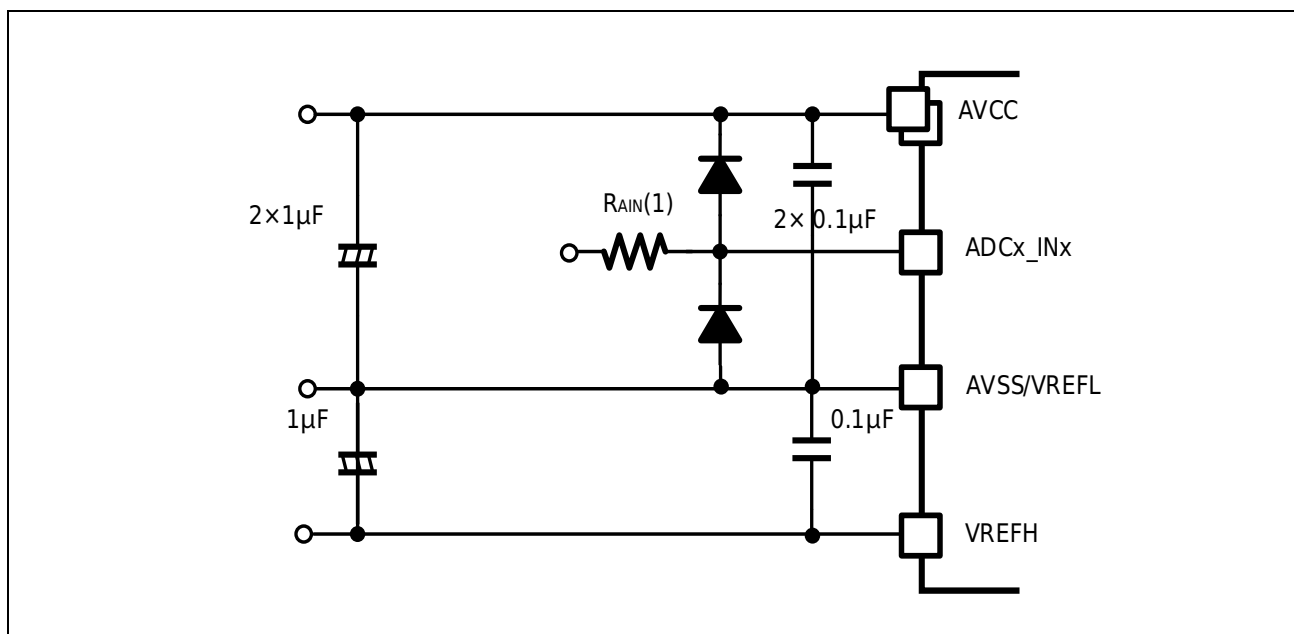 AVCC
2×1μF
RAIN(1)
2× 0.1μF
ADCx_INx
AVSS/VREFL
1μF
0.1μF
VREFH